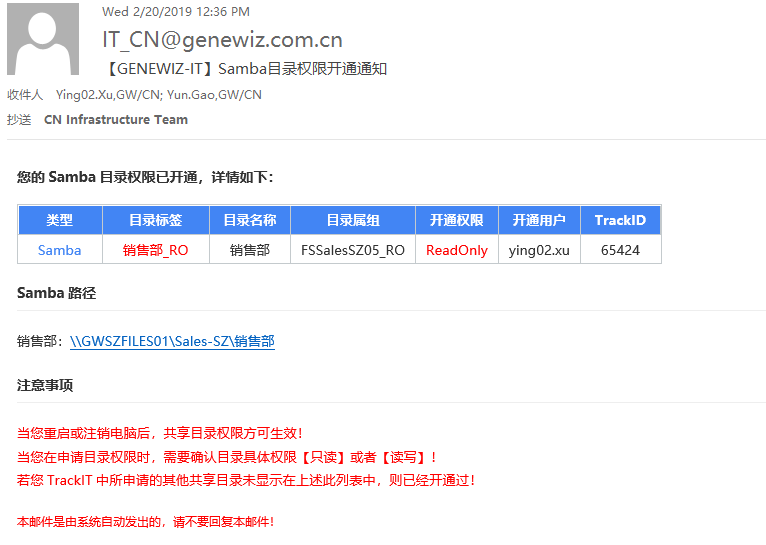 Wed 2/20/2019 12:36 PM
IT_CN@genewiz.com.cn
【GENEWIZ-IT】Samba目录权限开通通知
收件人 Ying02.Xu,GW/CN; Yun.Gao,GW/CN
抄送 CN Infrastructure Team
您的 Samba 目录权限已开通，详情如下：
类型 目录标签 目录名称 目录属组 开通权限 开通用户 TrackID
Samba 销售部_RO 销售部 FSSalesSZ05_RO ReadOnly ying02.xu 65424
Samba 路径
销售部：\\GWSZFILES01\Sales-SZ\销售部
注意事项
当您重启或注销电脑后，共享目录权限方可生效！
当您在申请目录权限时，需要确认目录具体权限【只读】或者【读写】！
若您 TrackIT 中所申请的其他共享目录未显示在上述此列表中，则已经开通过！
本邮件是由系统自动发出的，请不要回复本邮件！